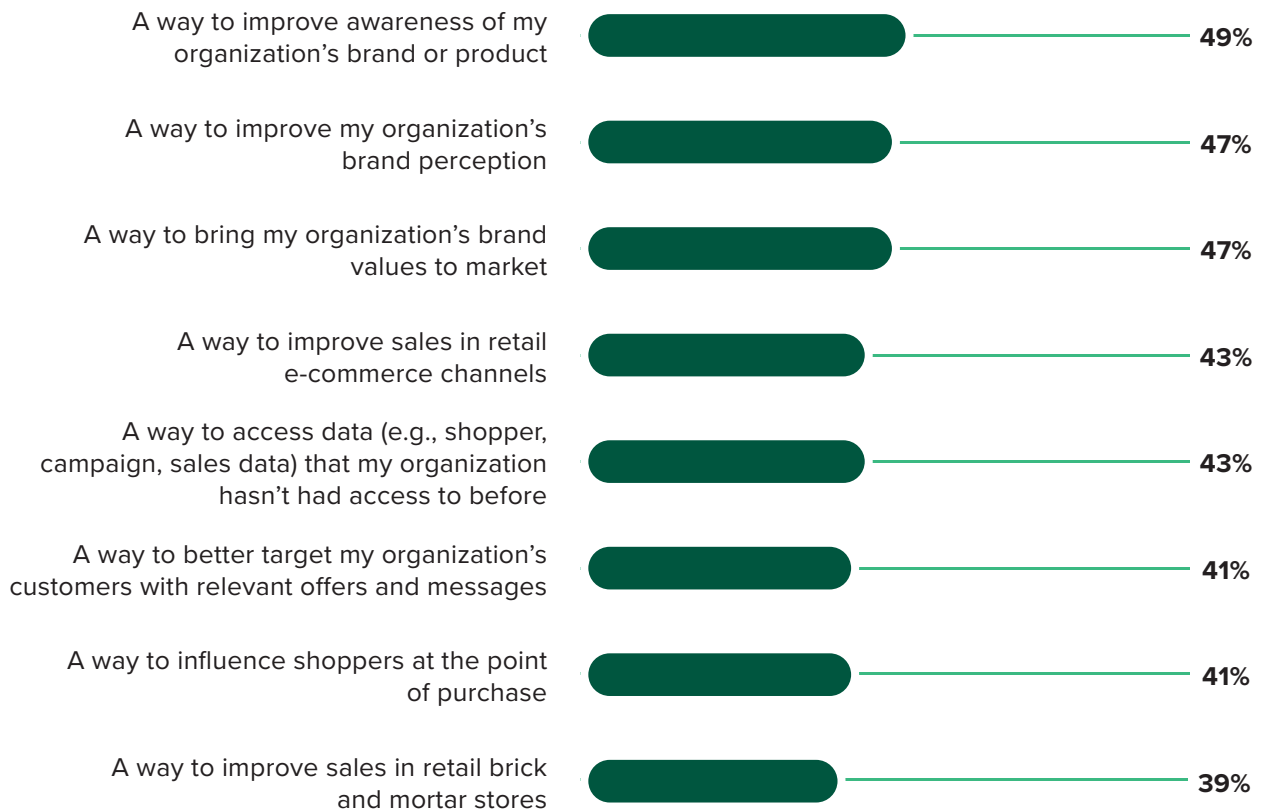 A way to improve awareness of my
organization’s brand or product
49%
A way to improve my organization’s
brand perception
47%
A way to bring my organization’s brand
values to market
47%
A way to improve sales in retail
e-commerce channels
43%
A way to access data (e.g., shopper,
campaign, sales data) that my organization
hasn’t had access to before
43%
A way to better target my organization’s
customers with relevant offers and messages
41%
A way to influence shoppers at the point
of purchase
41%
A way to improve sales in retail brick
and mortar stores
39%